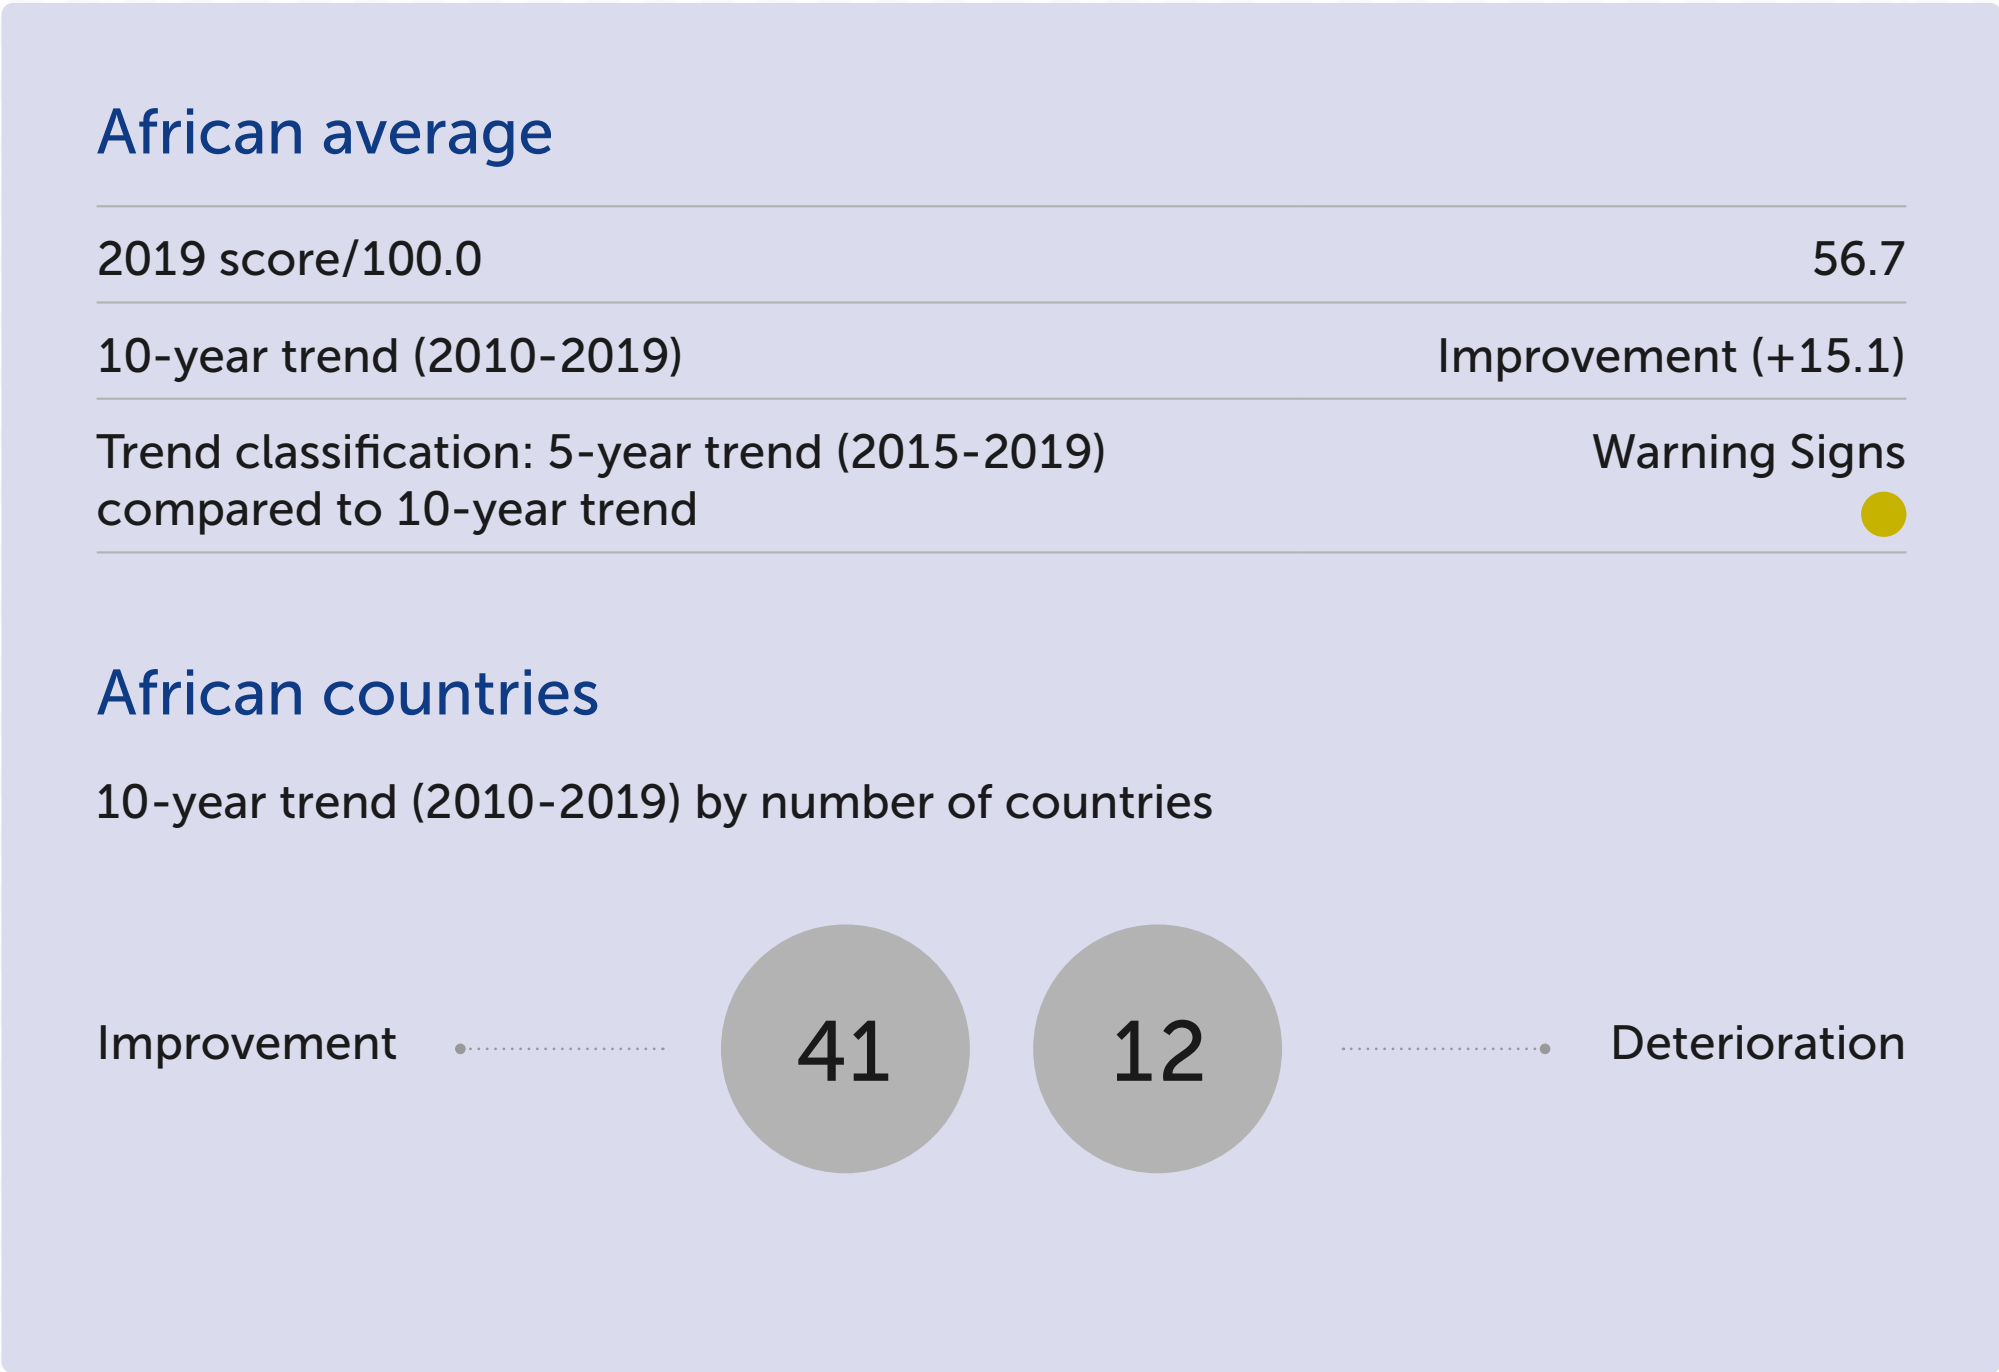 African average
2019 score/100.0 56.7
10-year trend (2010-2019) Improvement (+15.1)
Trend classification: 5-year trend (2015-2019) Warning Signs
compared to 10-year trend
African countries
10-year trend (2010-2019) by number of countries
Improvement 41 12 Deterioration